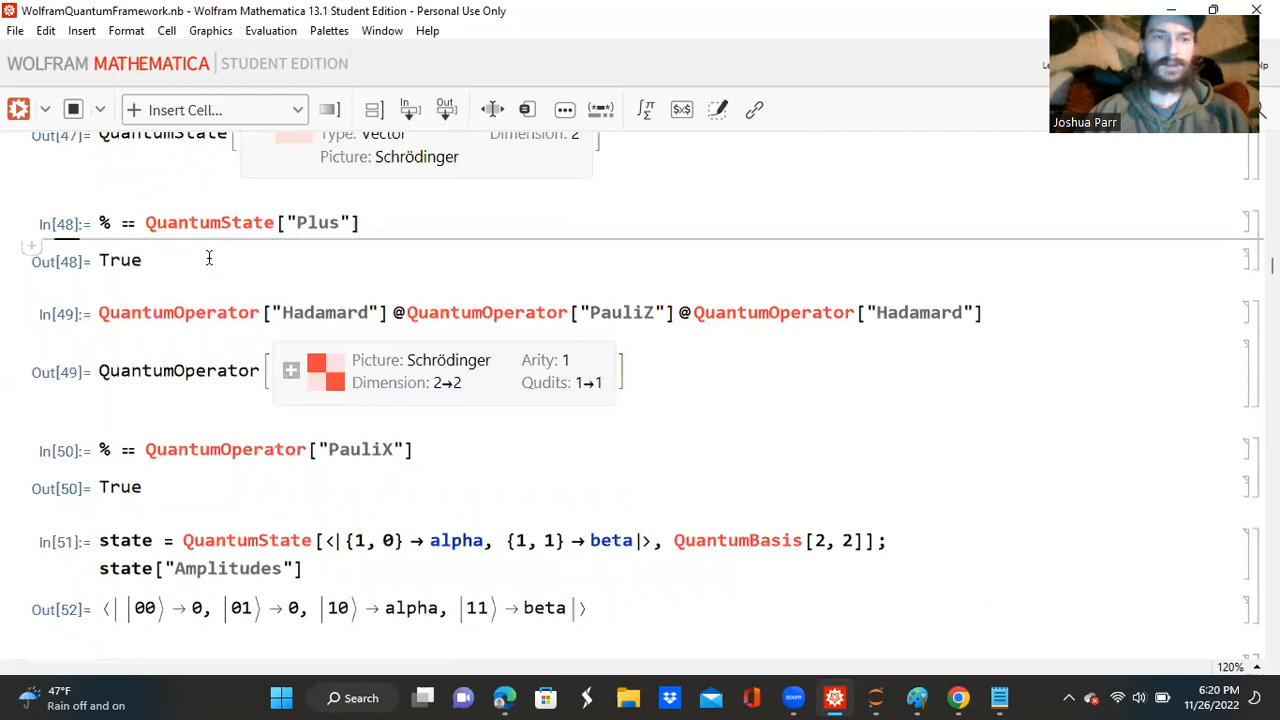 WolframQuantumFramework.nb - Wolfram Mathematica 13.1 Student Edition - Personal Use Only
File Edit Insert Format Cell Graphics Evaluation Palettes Window Help
WOLFRAM MATHEMATICA | STUDENT EDITION
Insert Cell...
Joshua Parr
Out[47]= QuantumState[ Type: Vector Dimension: 2 ]
Picture: Schrödinger
In[48]:= % == QuantumState["Plus"]
Out[48]= True
In[49]:= QuantumOperator["Hadamard"]@QuantumOperator["PauliZ"]@QuantumOperator["Hadamard"]
Out[49]= QuantumOperator[ Picture: Schrödinger Arity: 1
Dimension: 2→2 Qudits: 1→1 ]
In[50]:= % == QuantumOperator["PauliX"]
Out[50]= True
In[51]:= state = QuantumState[<|{1, 0} → alpha, {1, 1} → beta|>, QuantumBasis[2, 2]];
state["Amplitudes"]
Out[52]= ⟨| |00⟩ → 0, |01⟩ → 0, |10⟩ → alpha, |11⟩ → beta |⟩
120%
47°F
Rain off and on
Search
6:20 PM
11/26/2022